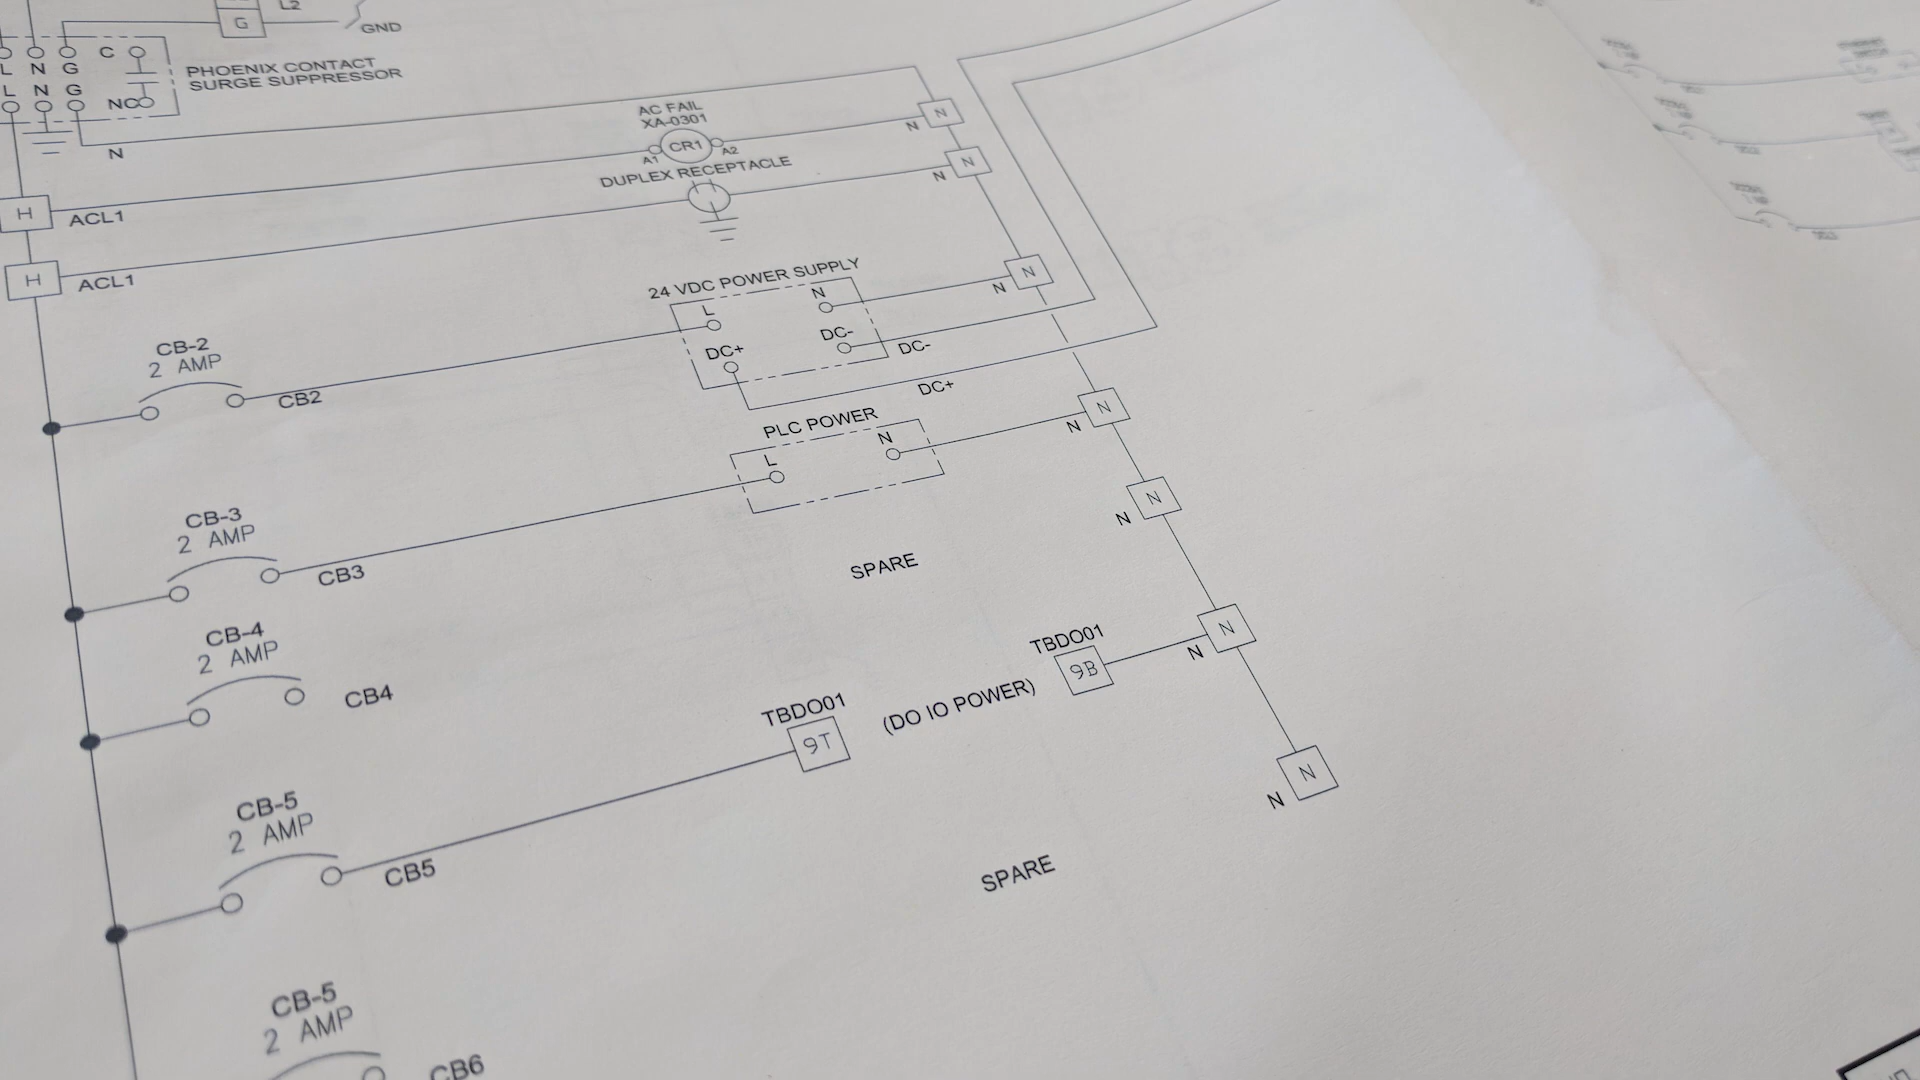 L2
G
GND
L N G C
L N G NC
PHOENIX CONTACT
SURGE SUPPRESSOR
N
AC FAIL
XA-0301
A1 CR1 A2
N
N
DUPLEX RECEPTACLE
N
N
H
ACL1
H
ACL1
24 VDC POWER SUPPLY
L
N
DC-
DC+
N
N
DC-
DC+
CB-2
2 AMP
CB2
PLC POWER
L
N
N
N
CB-3
2 AMP
CB3
N
N
SPARE
CB-4
2 AMP
CB4
TBDO01
9T
(DO IO POWER)
TBDO01
9B
N
N
CB-5
2 AMP
CB5
N
N
SPARE
CB-5
2 AMP
CB6